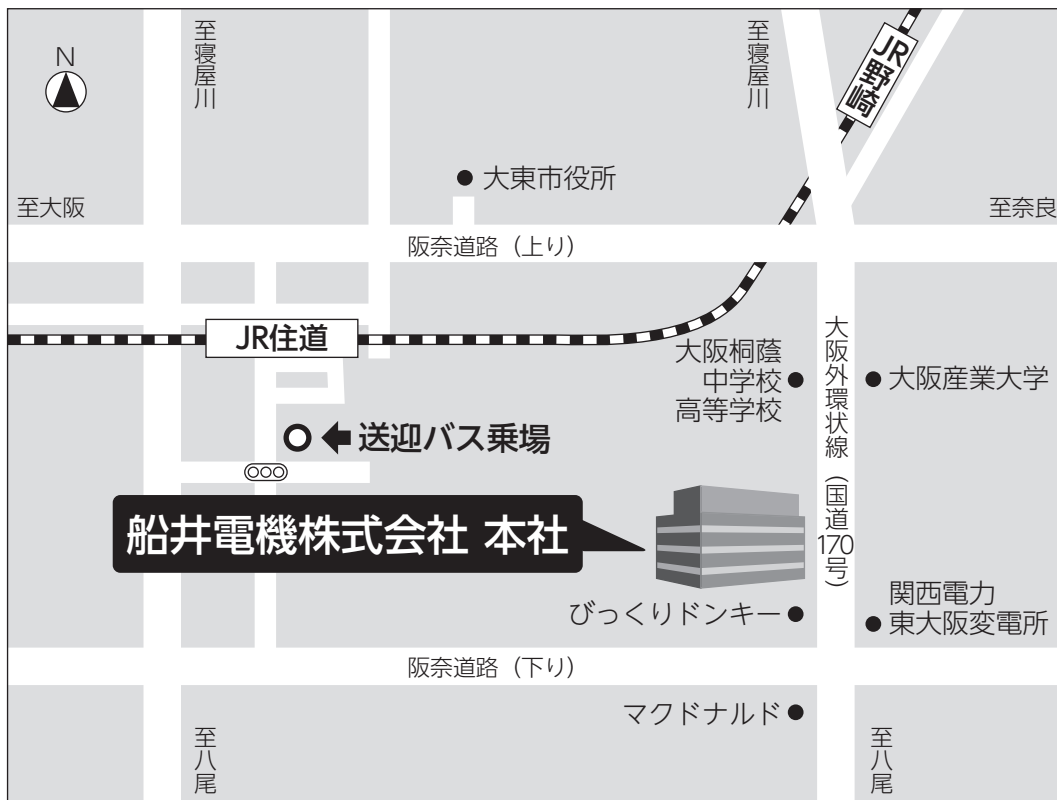 N
至寝屋川
至寝屋川
JR野崎
大東市役所
至大阪
至奈良
阪奈道路（上り）
JR住道
大阪桐蔭
中学校
高等学校
大阪外環状線（国道170号）
大阪産業大学
送迎バス乗場
船井電機株式会社 本社
びっくりドンキー
関西電力
東大阪変電所
阪奈道路（下り）
マクドナルド
至八尾
至八尾